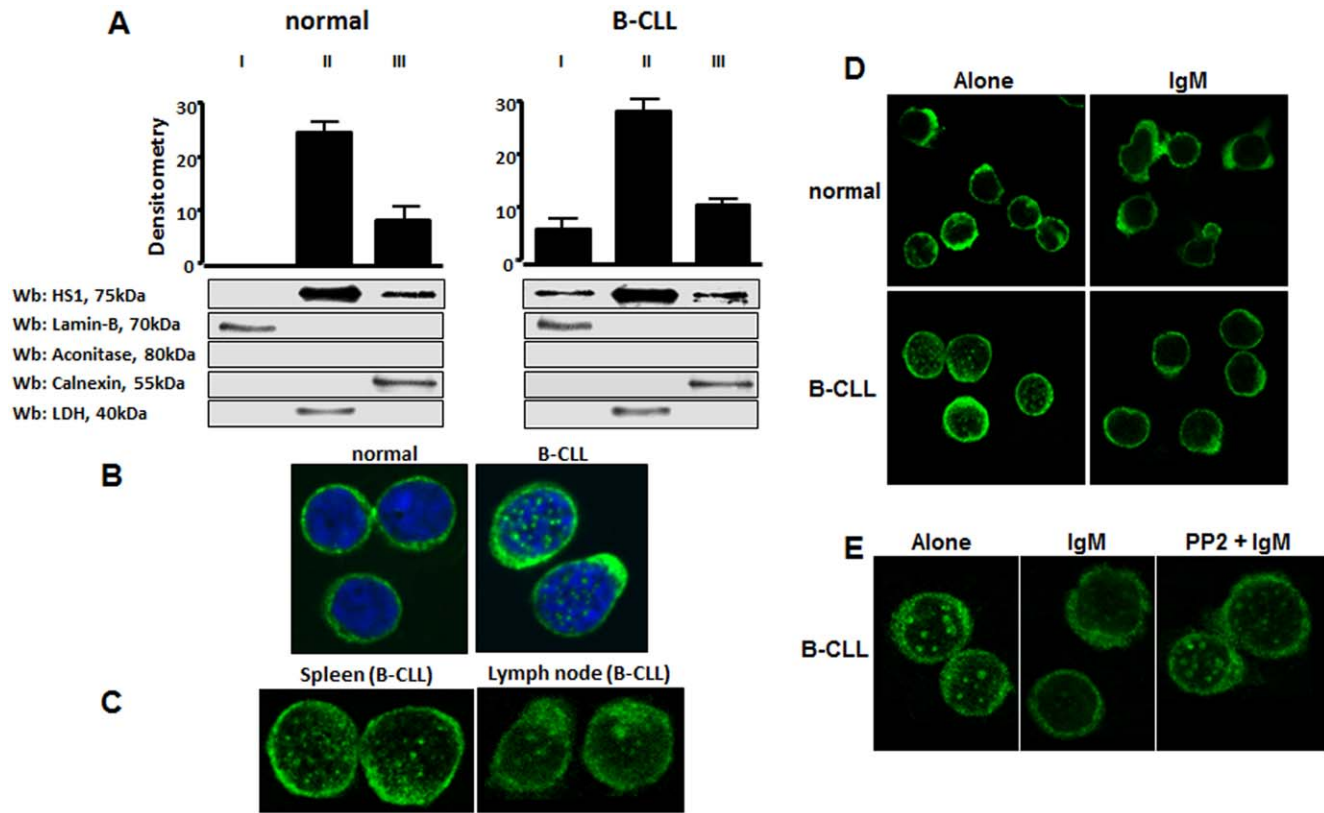 A
normal
B-CLL
I II III
I II III
Densitometry
30
20
10
0
30
20
10
0
Wb: HS1, 75kDa
Wb: Lamin-B, 70kDa
Wb: Aconitase, 80kDa
Wb: Calnexin, 55kDa
Wb: LDH, 40kDa
B
normal
B-CLL
C
Spleen (B-CLL)
Lymph node (B-CLL)
D
Alone
IgM
normal
B-CLL
E
Alone
IgM
PP2 + IgM
B-CLL